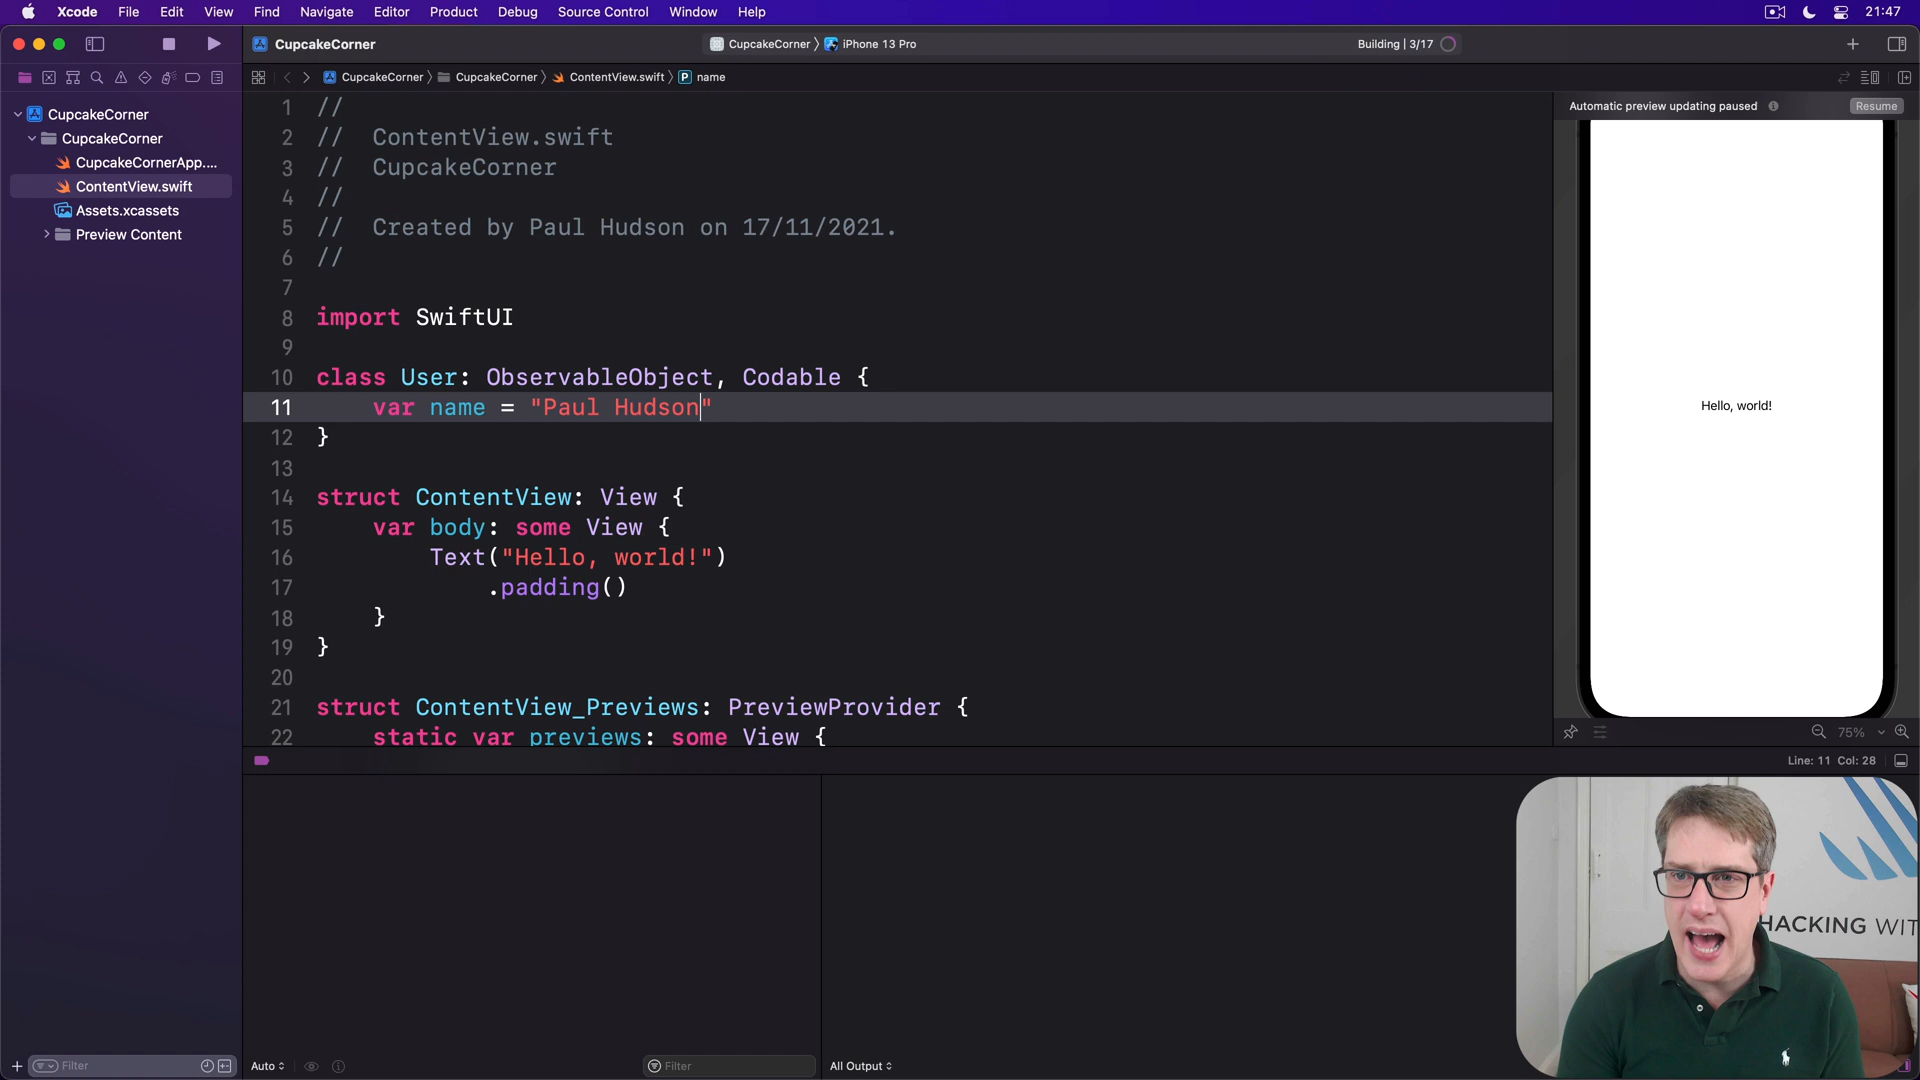 Xcode File Edit View Find Navigate Editor Product Debug Source Control Window Help 21:47
CupcakeCorner
CupcakeCorner iPhone 13 Pro
Building | 3/17
CupcakeCorner CupcakeCorner ContentView.swift P name
CupcakeCorner
CupcakeCorner
CupcakeCornerApp....
ContentView.swift
Assets.xcassets
Preview Content
1 //
2 // ContentView.swift
3 // CupcakeCorner
4 //
5 // Created by Paul Hudson on 17/11/2021.
6 //
7
8 import SwiftUI
9
10 class User: ObservableObject, Codable {
11 var name = "Paul Hudson"
12 }
13
14 struct ContentView: View {
15 var body: some View {
16 Text("Hello, world!")
17 .padding()
18 }
19 }
20
21 struct ContentView_Previews: PreviewProvider {
22 static var previews: some View {
Automatic preview updating paused Resume
Hello, world!
75%
Line: 11 Col: 28
HACKING WIT
Filter
Auto
Filter
All Output